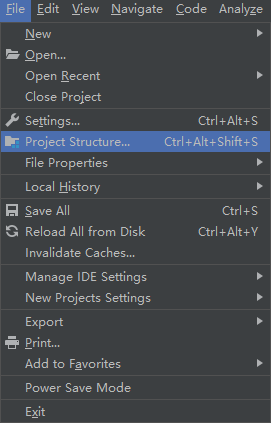 File Edit View Navigate Code Analyze
New
Open...
Open Recent
Close Project
Settings... Ctrl+Alt+S
Project Structure... Ctrl+Alt+Shift+S
File Properties
Local History
Save All Ctrl+S
Reload All from Disk Ctrl+Alt+Y
Invalidate Caches...
Manage IDE Settings
New Projects Settings
Export
Print...
Add to Favorites
Power Save Mode
Exit